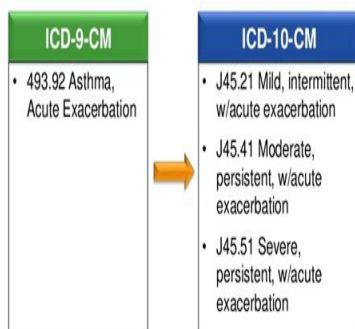 ICD-9-CM
• 493.92 Asthma,
Acute Exacerbation
ICD-10-CM
• J45.21 Mild, intermittent,
w/acute exacerbation
• J45.41 Moderate,
persistent, w/acute
exacerbation
• J45.51 Severe,
persistent, w/acute
exacerbation